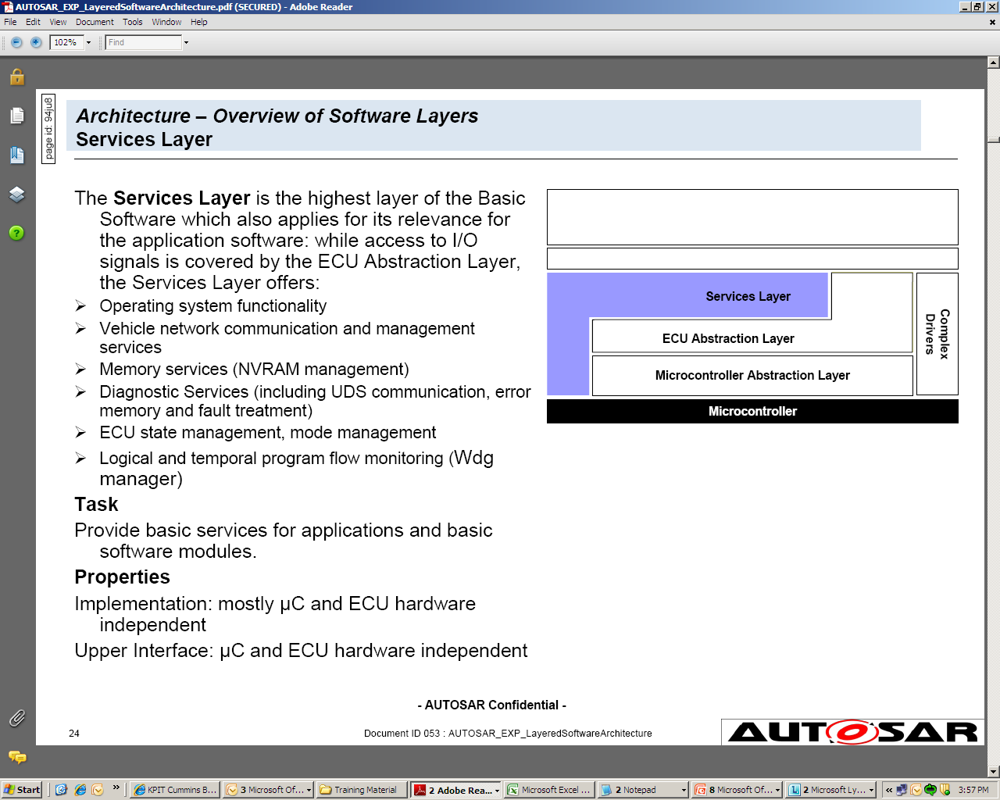 AUTOSAR_EXP_LayeredSoftwareArchitecture.pdf (SECURED) - Adobe Reader
File Edit View Document Tools Window Help
102% Find
page id: 94ju8
Architecture – Overview of Software Layers
Services Layer
The Services Layer is the highest layer of the Basic
Software which also applies for its relevance for
the application software: while access to I/O
signals is covered by the ECU Abstraction Layer,
the Services Layer offers:
Operating system functionality
Vehicle network communication and management
services
Memory services (NVRAM management)
Diagnostic Services (including UDS communication, error
memory and fault treatment)
ECU state management, mode management
Logical and temporal program flow monitoring (Wdg
manager)
Task
Provide basic services for applications and basic
software modules.
Properties
Implementation: mostly µC and ECU hardware
independent
Upper Interface: µC and ECU hardware independent
Services Layer
ECU Abstraction Layer
Microcontroller Abstraction Layer
Complex
Drivers
Microcontroller
- AUTOSAR Confidential -
24
Document ID 053 : AUTOSAR_EXP_LayeredSoftwareArchitecture
AUTOSAR
Start » KPIT Cummins B... 3 Microsoft Of... Training Material 2 Adobe Rea... Microsoft Excel ... 2 Notepad 8 Microsoft Of... 2 Microsoft Ly... « 3:57 PM